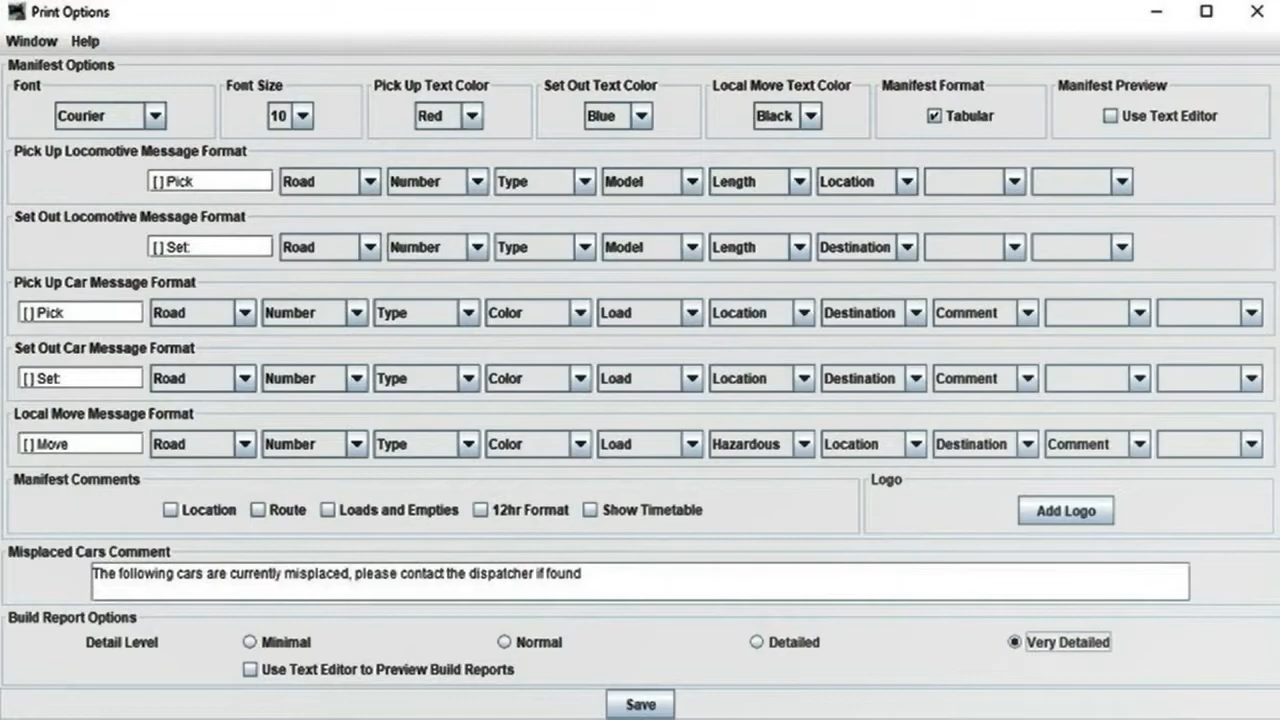 Print Options
Window Help
Manifest Options
Font Font Size Pick Up Text Color Set Out Text Color Local Move Text Color Manifest Format Manifest Preview
Courier 10 Red Blue Black Tabular Use Text Editor
Pick Up Locomotive Message Format
[ ] Pick Road Number Type Model Length Location
Set Out Locomotive Message Format
[ ] Set: Road Number Type Model Length Destination
Pick Up Car Message Format
[ ] Pick Road Number Type Color Load Location Destination Comment
Set Out Car Message Format
[ ] Set: Road Number Type Color Load Location Destination Comment
Local Move Message Format
[ ] Move Road Number Type Color Load Hazardous Location Destination Comment
Manifest Comments Logo
Location Route Loads and Empties 12hr Format Show Timetable Add Logo
Misplaced Cars Comment
The following cars are currently misplaced, please contact the dispatcher if found
Build Report Options
Detail Level Minimal Normal Detailed Very Detailed
Use Text Editor to Preview Build Reports
Save